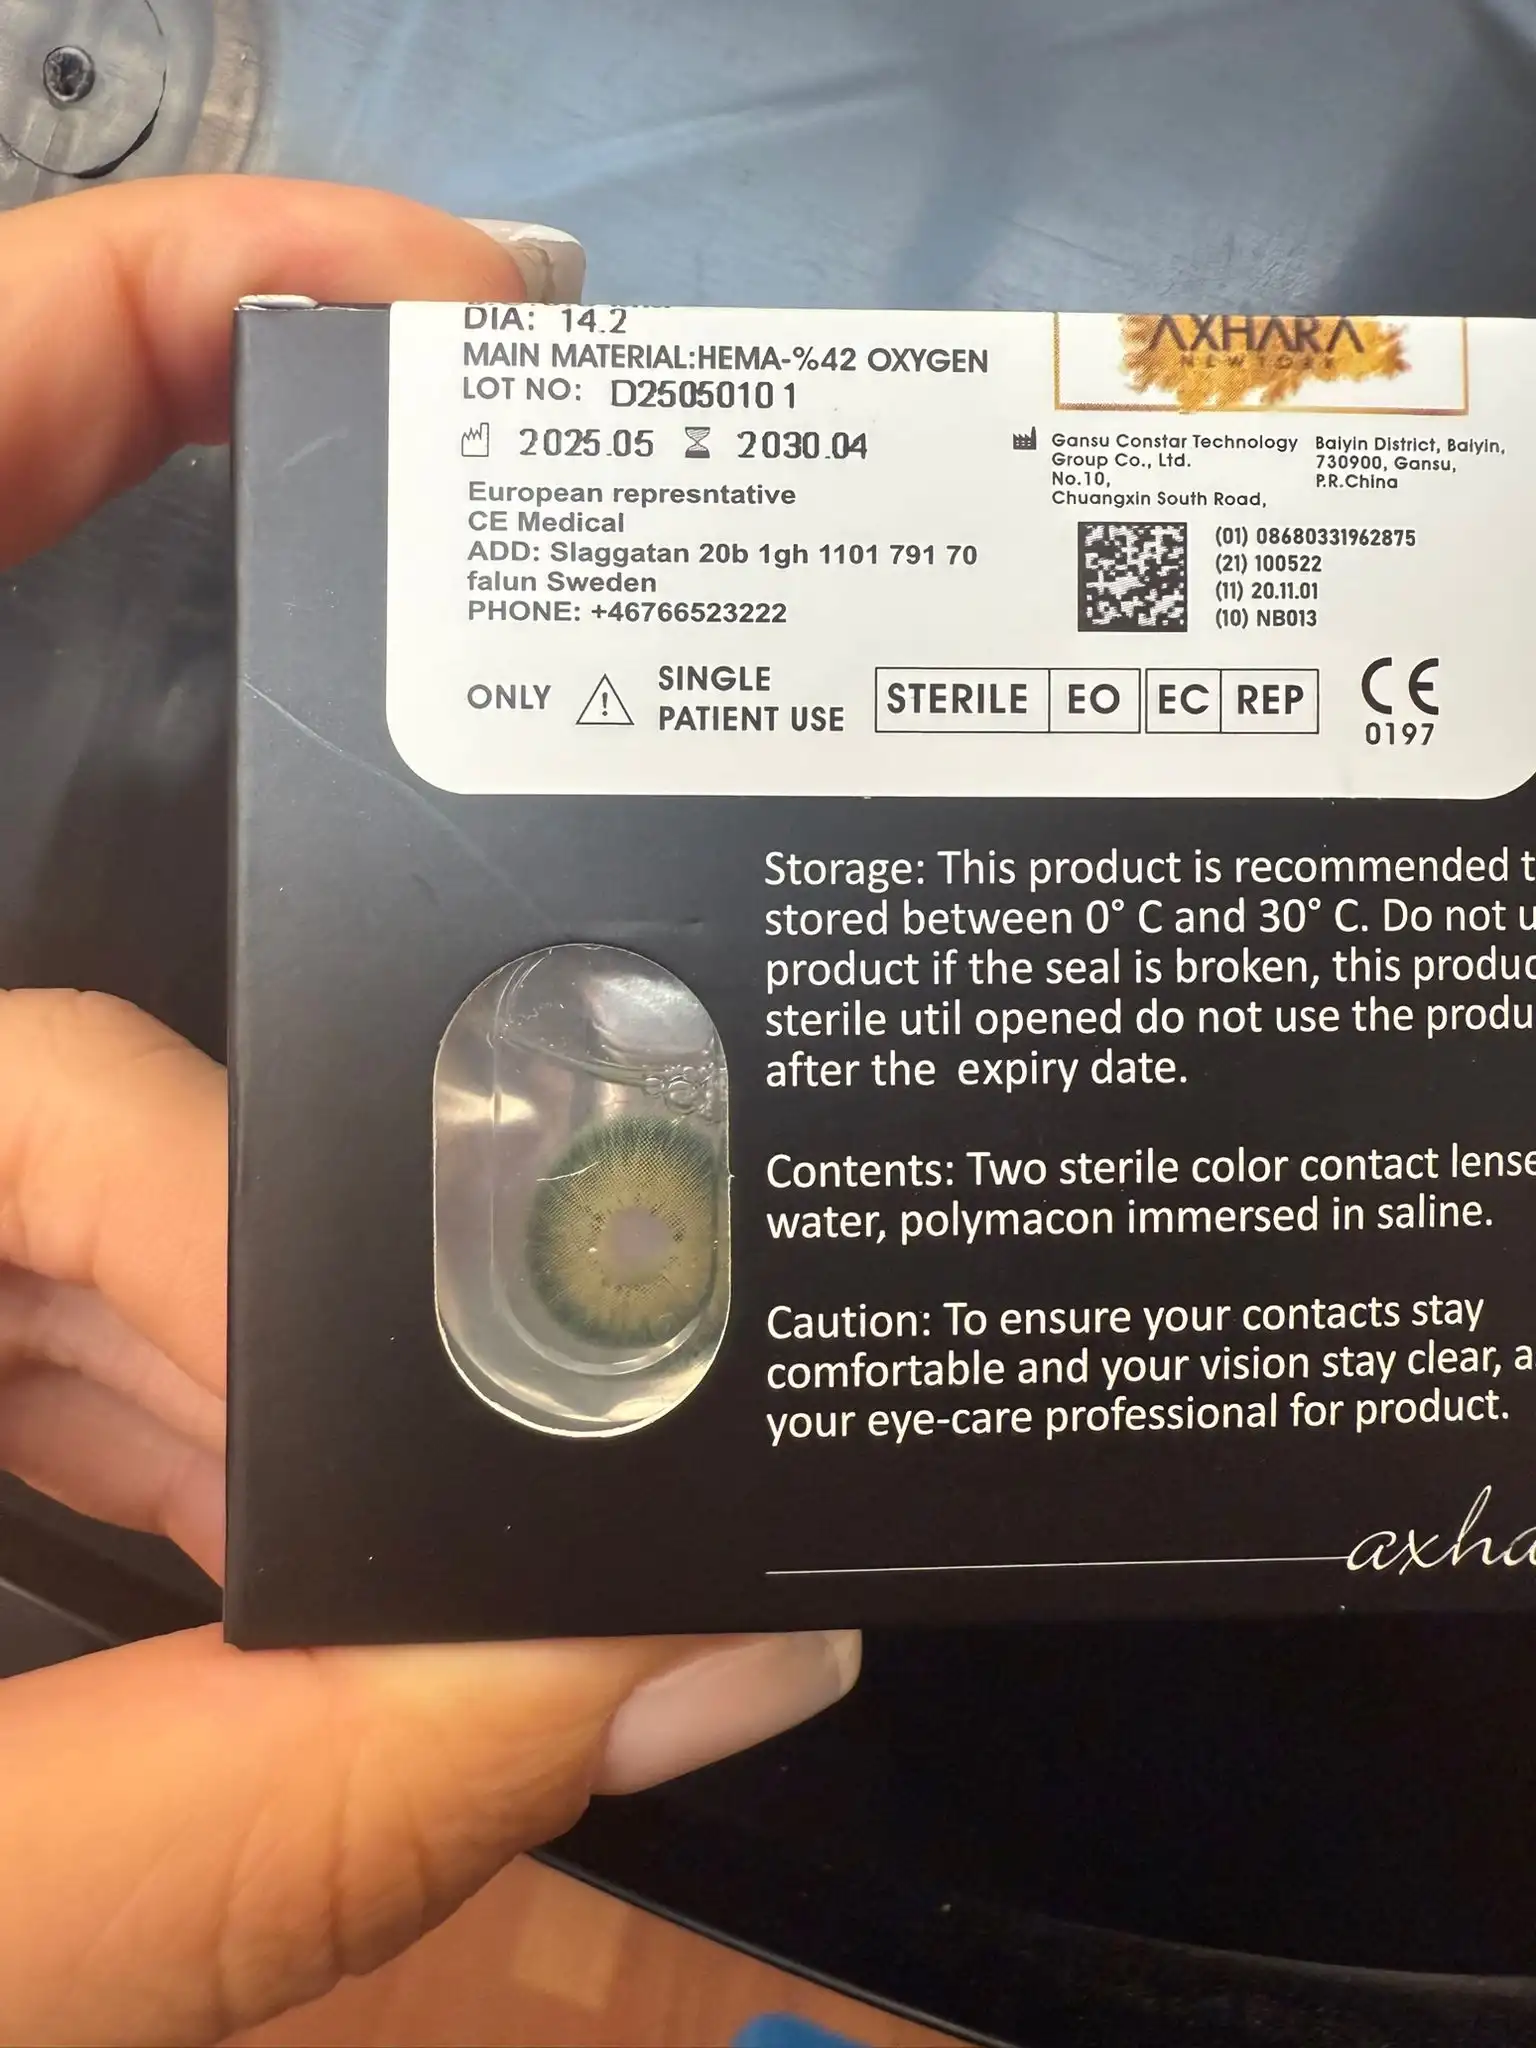 DIA: 14.2
MAIN MATERIAL:HEMA-%42 OXYGEN
LOT NO: D25050101
2025.05 2030.04
European represntative
CE Medical
ADD: Slaggatan 20b 1gh 1101 791 70
falun Sweden
PHONE: +46766523222
AXHARA
NEW YORK
Gansu Constar Technology
Group Co., Ltd.
No.10,
Chuangxin South Road,
Baiyin District, Baiyin,
730900, Gansu,
P.R.China
(01) 08680331962875
(21) 100522
(11) 20.11.01
(10) NB013
ONLY SINGLE
PATIENT USE
STERILE EO EC REP
CE
0197
Storage: This product is recommended t
stored between 0° C and 30° C. Do not u
product if the seal is broken, this produc
sterile util opened do not use the produ
after the expiry date.
Contents: Two sterile color contact lense
water, polymacon immersed in saline.
Caution: To ensure your contacts stay
comfortable and your vision stay clear, a
your eye-care professional for product.
axha